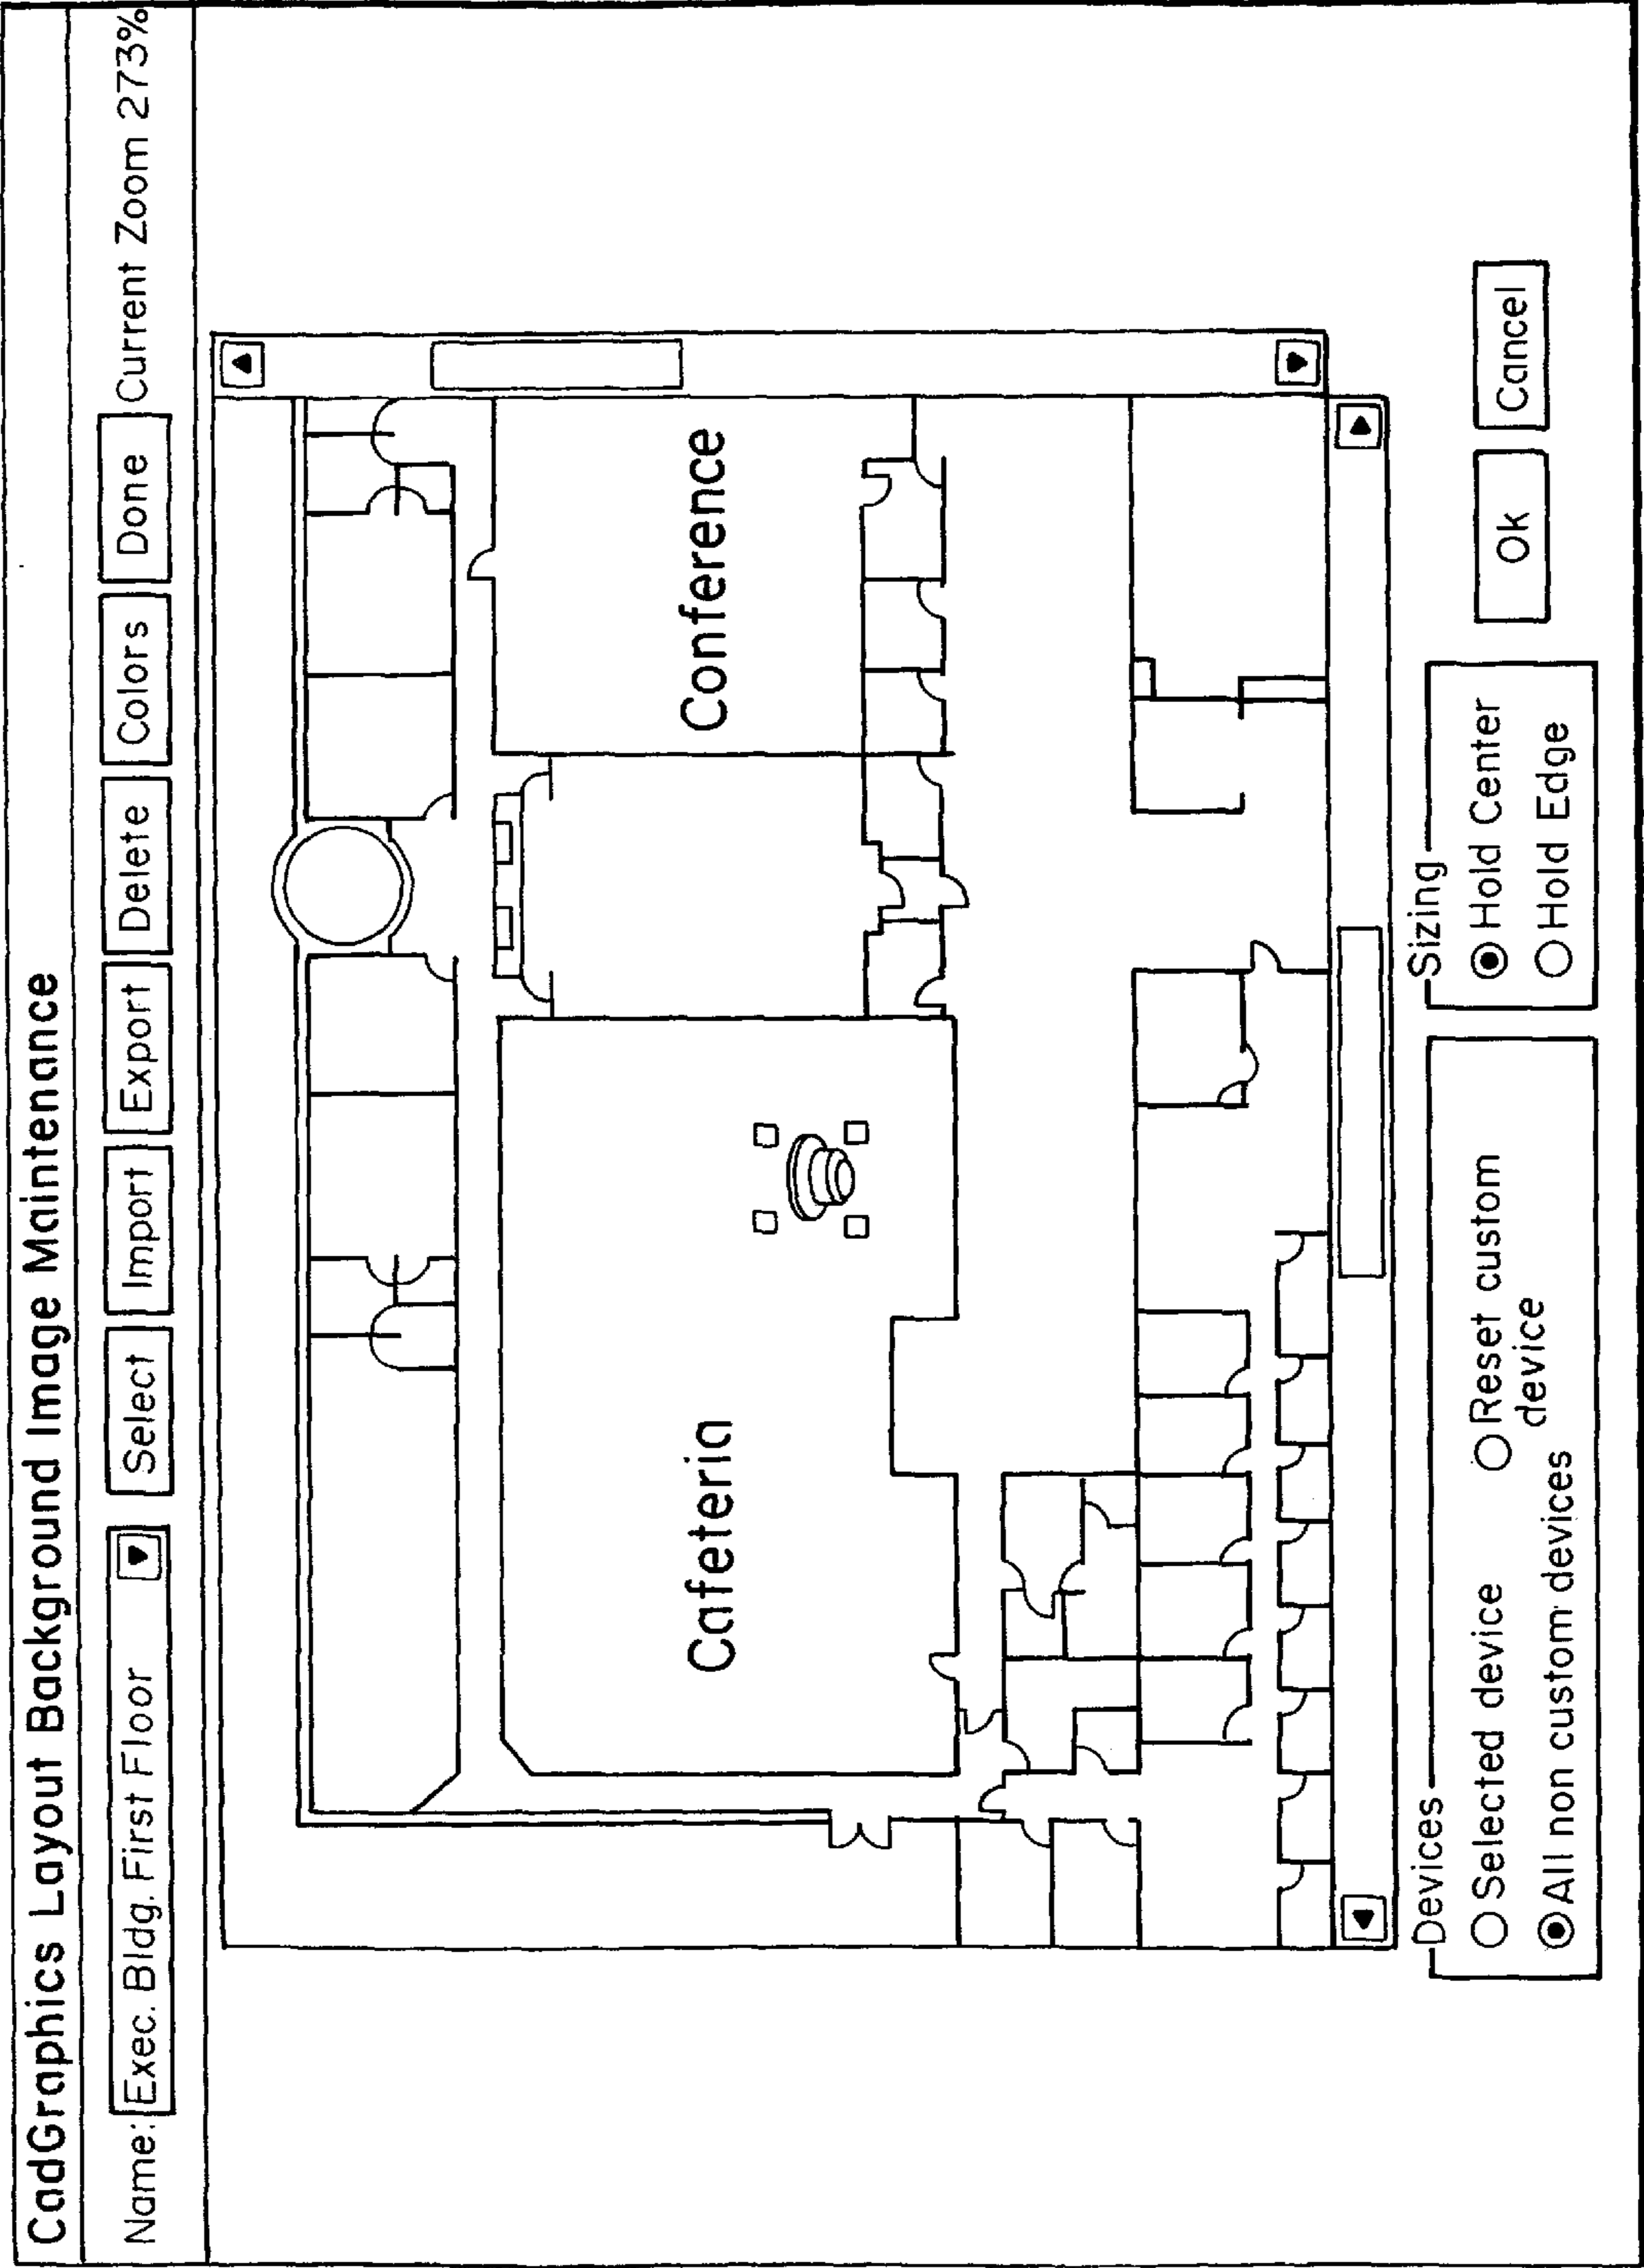 CadGraphics Layout Background Image Maintenance
Name: Exec. Bldg. First Floor Select Import Export Delete Colors Done Current Zoom 273%
Cafeteria Conference
Devices
Selected device Reset custom
device
All non custom devices
Sizing
Hold Center
Hold Edge
Ok Cancel